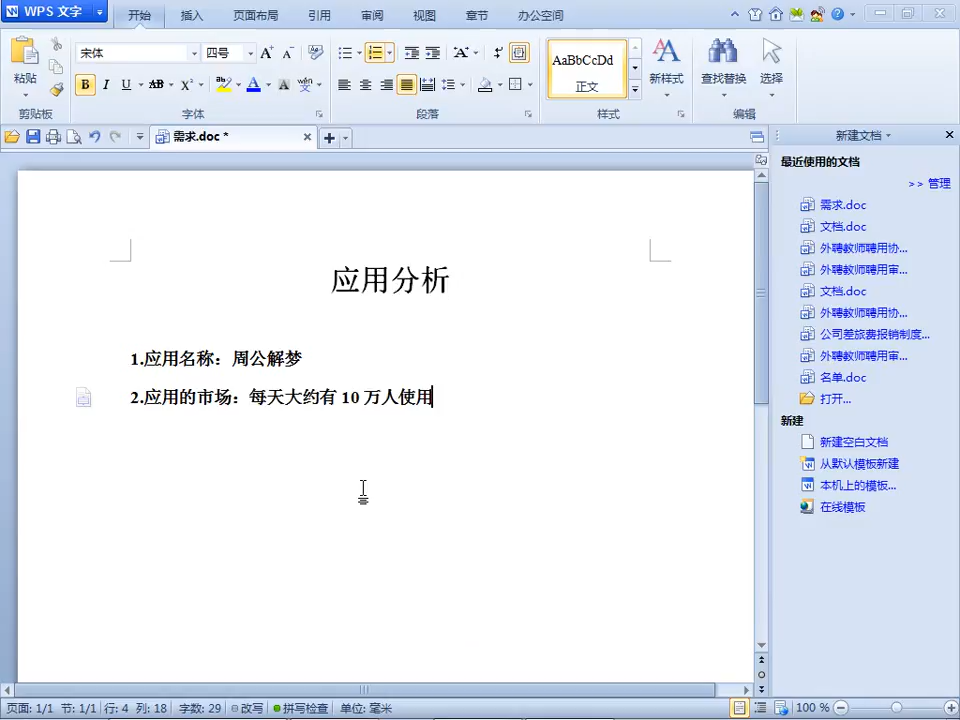 WPS 文字
开始 插入 页面布局 引用 审阅 视图 章节 办公空间
粘贴
宋体 四号
AaBbCcDd
正文
新样式 查找替换 选择
剪贴板 字体 段落 样式 编辑
需求.doc *
新建文档
最近使用的文档
>> 管理
需求.doc
文档.doc
外聘教师聘用协...
外聘教师聘用审...
文档.doc
外聘教师聘用协...
公司差旅费报销制度...
外聘教师聘用审...
名单.doc
打开...
新建
新建空白文档
从默认模板新建
本机上的模板...
在线模板
应用分析
1.应用名称：周公解梦
2.应用的市场：每天大约有 10 万人使用
页面: 1/1 节: 1/1 行: 4 列: 18 字数: 29 改写 拼写检查 单位: 毫米 100 %